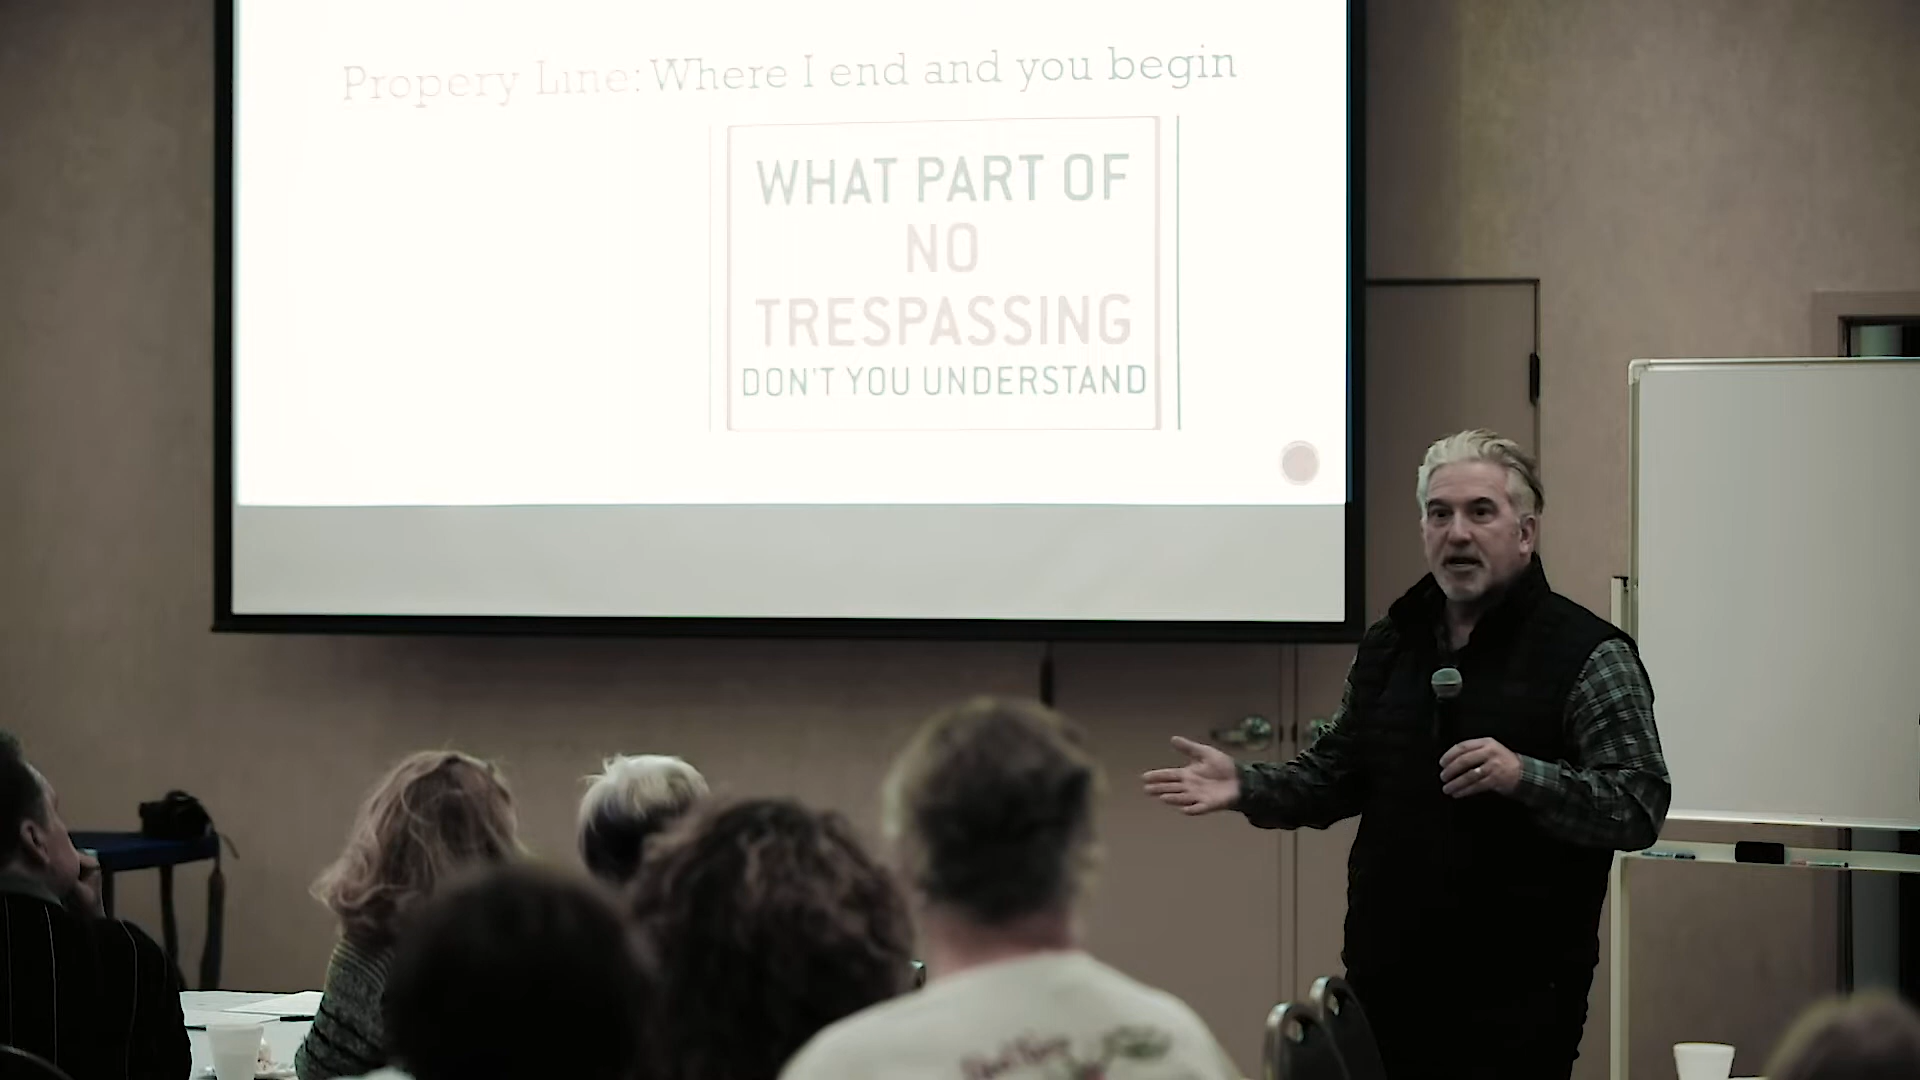 Propery Line: Where I end and you begin
WHAT PART OF
NO
TRESPASSING
DON'T YOU UNDERSTAND